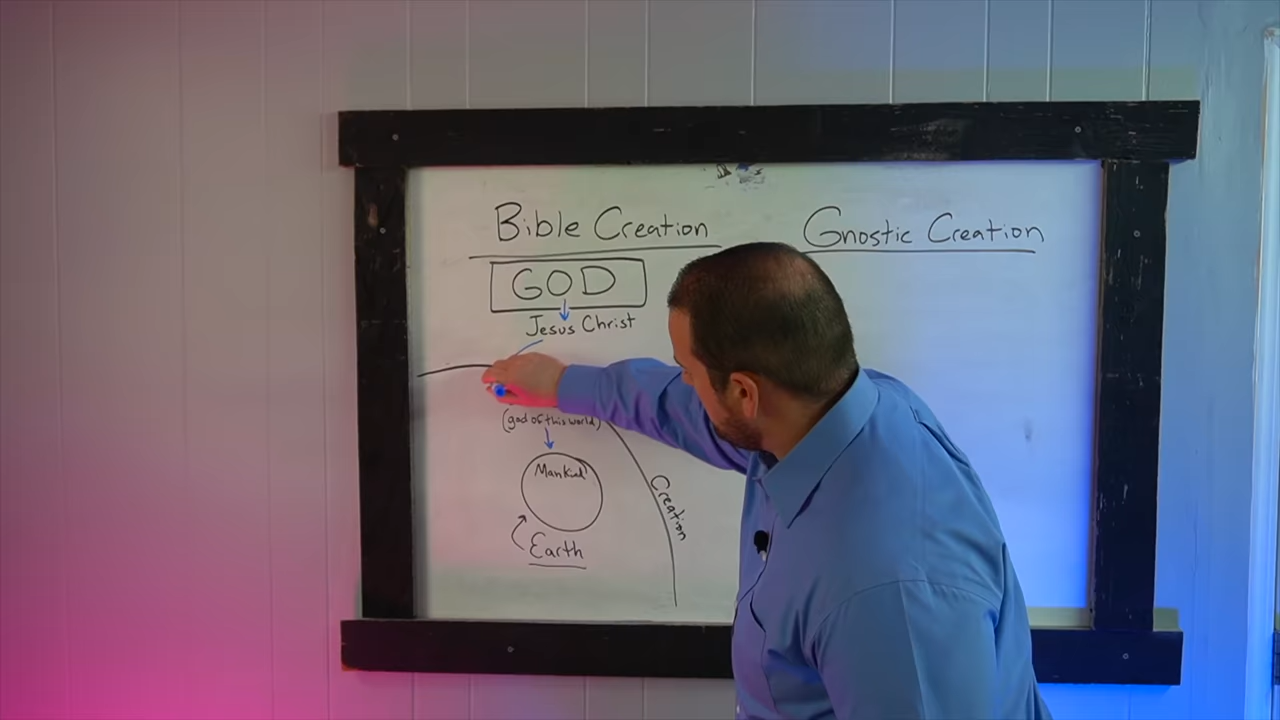 Bible Creation
Gnostic Creation
GOD
Jesus Christ
(god of this world)
Mankind
Creation
Earth